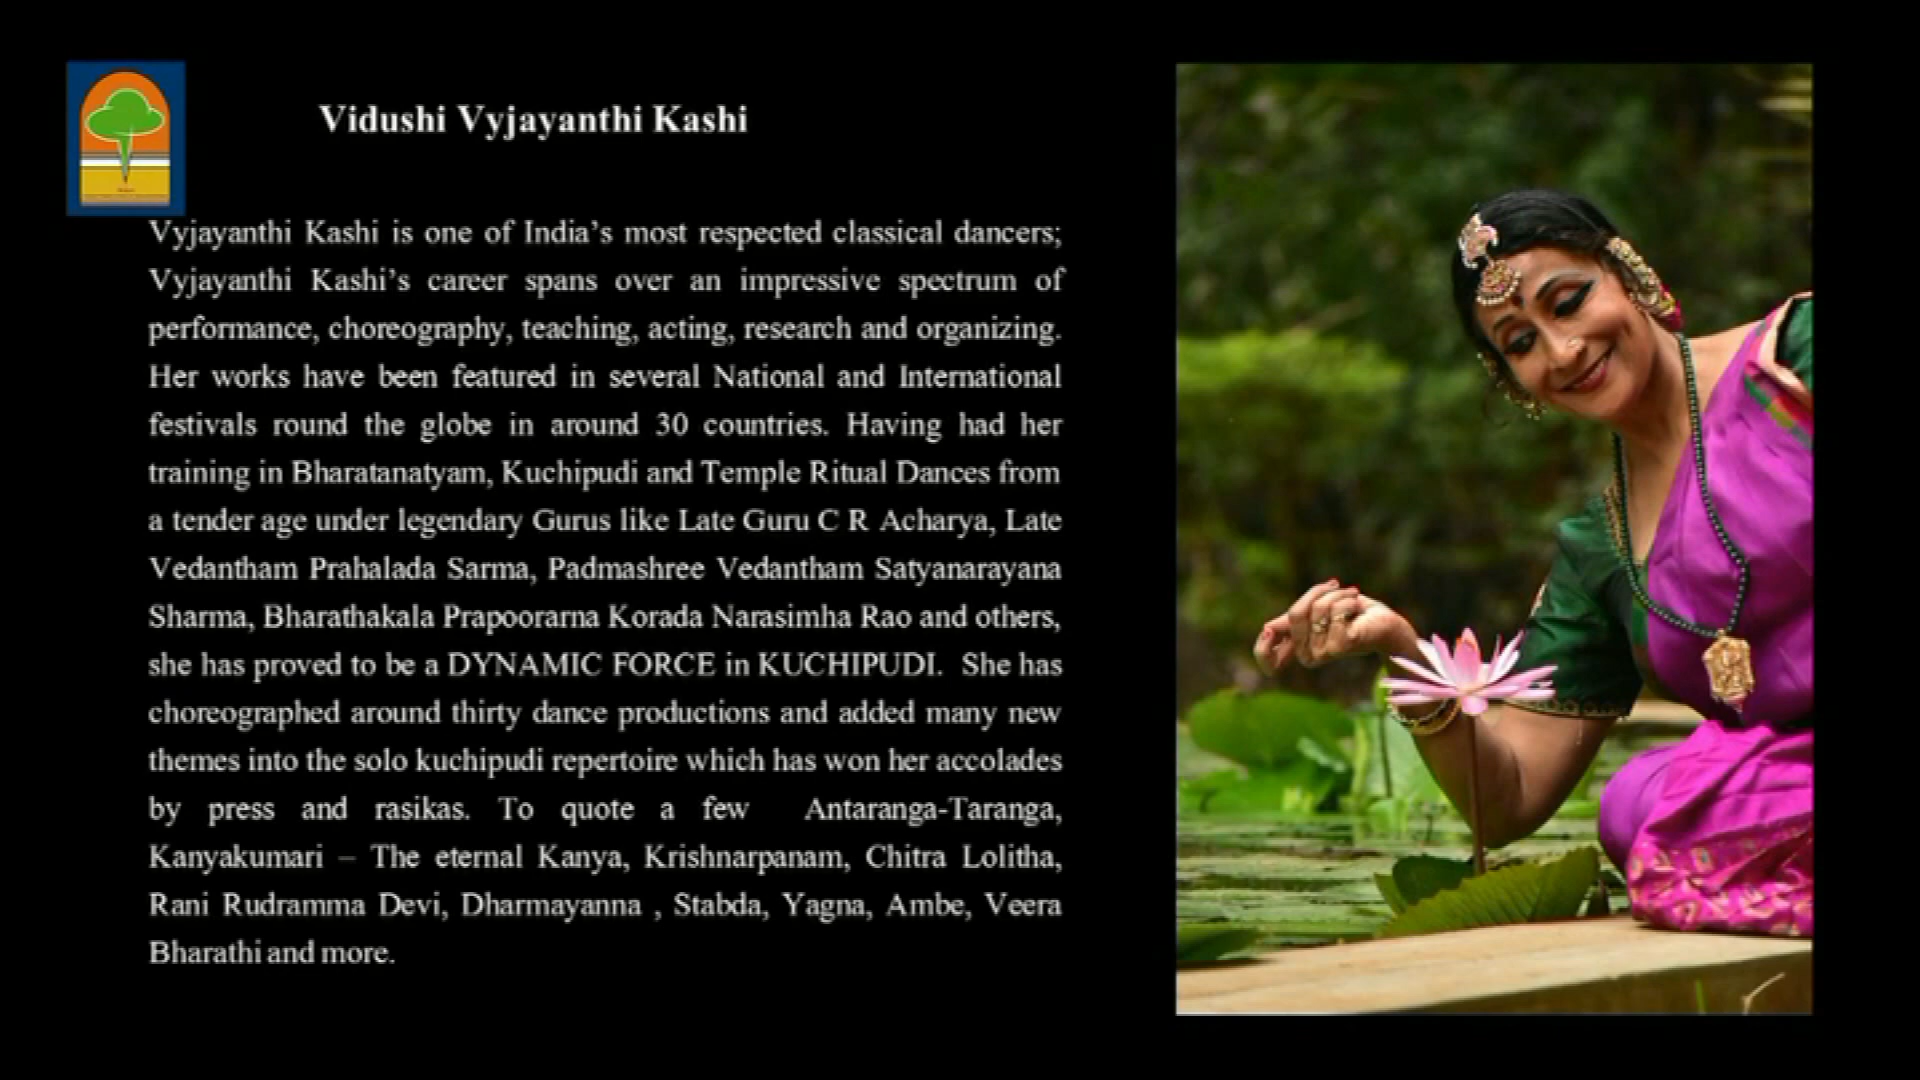 Vidushi Vyjayanthi Kashi
Vyjayanthi Kashi is one of India's most respected classical dancers;
Vyjayanthi Kashi's career spans over an impressive spectrum of
performance, choreography, teaching, acting, research and organizing.
Her works have been featured in several National and International
festivals round the globe in around 30 countries. Having had her
training in Bharatanatyam, Kuchipudi and Temple Ritual Dances from
a tender age under legendary Gurus like Late Guru C R Acharya, Late
Vedantham Prahalada Sarma, Padmashree Vedantham Satyanarayana
Sharma, Bharathakala Prapoorarna Korada Narasimha Rao and others,
she has proved to be a DYNAMIC FORCE in KUCHIPUDI. She has
choreographed around thirty dance productions and added many new
themes into the solo kuchipudi repertoire which has won her accolades
by press and rasikas. To quote a few Antaranga-Taranga,
Kanyakumari – The eternal Kanya, Krishnarpanam, Chitra Lolitha,
Rani Rudramma Devi, Dharmayanna , Stabda, Yagna, Ambe, Veera
Bharathi and more.